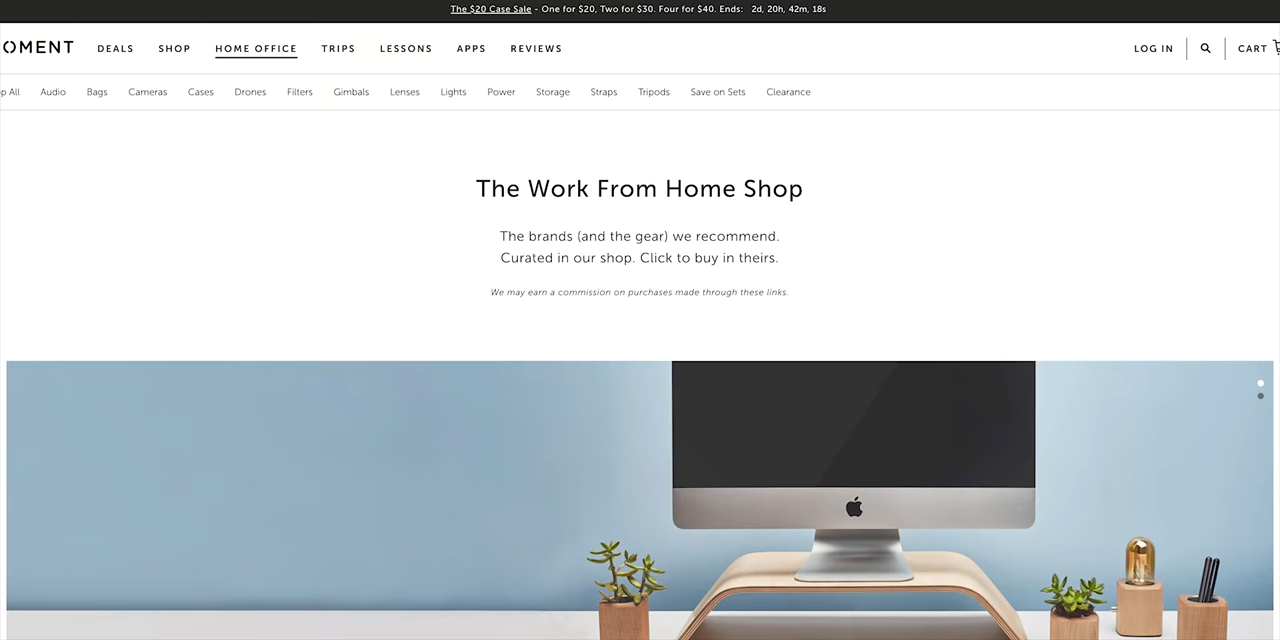 The $20 Case Sale - One for $20, Two for $30. Four for $40. Ends: 2d, 20h, 42m, 18s
OMENT DEALS SHOP HOME OFFICE TRIPS LESSONS APPS REVIEWS LOG IN CART
p All Audio Bags Cameras Cases Drones Filters Gimbals Lenses Lights Power Storage Straps Tripods Save on Sets Clearance
The Work From Home Shop
The brands (and the gear) we recommend.
Curated in our shop. Click to buy in theirs.
We may earn a commission on purchases made through these links.